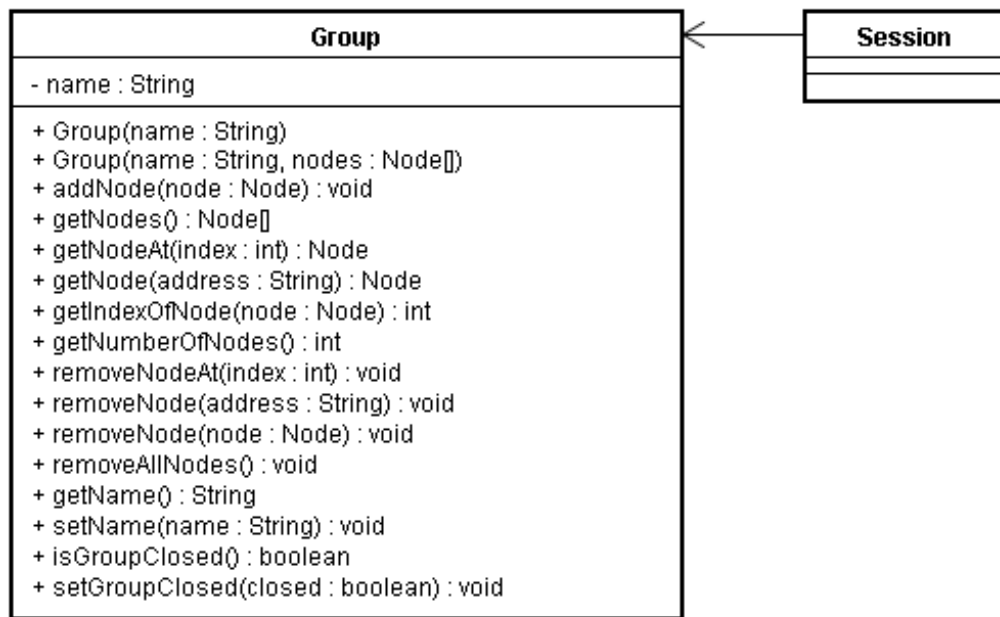 Group
Session
- name : String
+ Group(name : String)
+ Group(name : String, nodes : Node[])
+ addNode(node : Node) : void
+ getNodes() : Node[]
+ getNodeAt(index : int) : Node
+ getNode(address : String) : Node
+ getIndexOfNode(node : Node) : int
+ getNumberOfNodes() : int
+ removeNodeAt(index : int) : void
+ removeNode(address : String) : void
+ removeNode(node : Node) : void
+ removeAllNodes() : void
+ getName() : String
+ setName(name : String) : void
+ isGroupClosed() : boolean
+ setGroupClosed(closed : boolean) : void